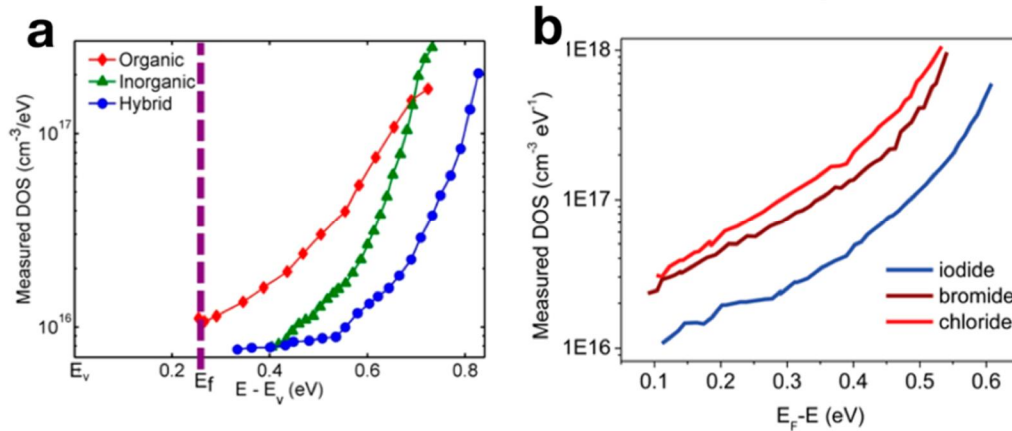 a
Organic
Inorganic
Hybrid
Measured DOS (cm⁻³/eV)
10¹⁷
10¹⁶
Eᵥ
0.2
E_f
0.4
0.6
0.8
E - Eᵥ (eV)
b
1E18
1E17
1E16
Measured DOS (cm⁻³ eV⁻¹)
iodide
bromide
chloride
0.1 0.2 0.3 0.4 0.5 0.6
E_F-E (eV)